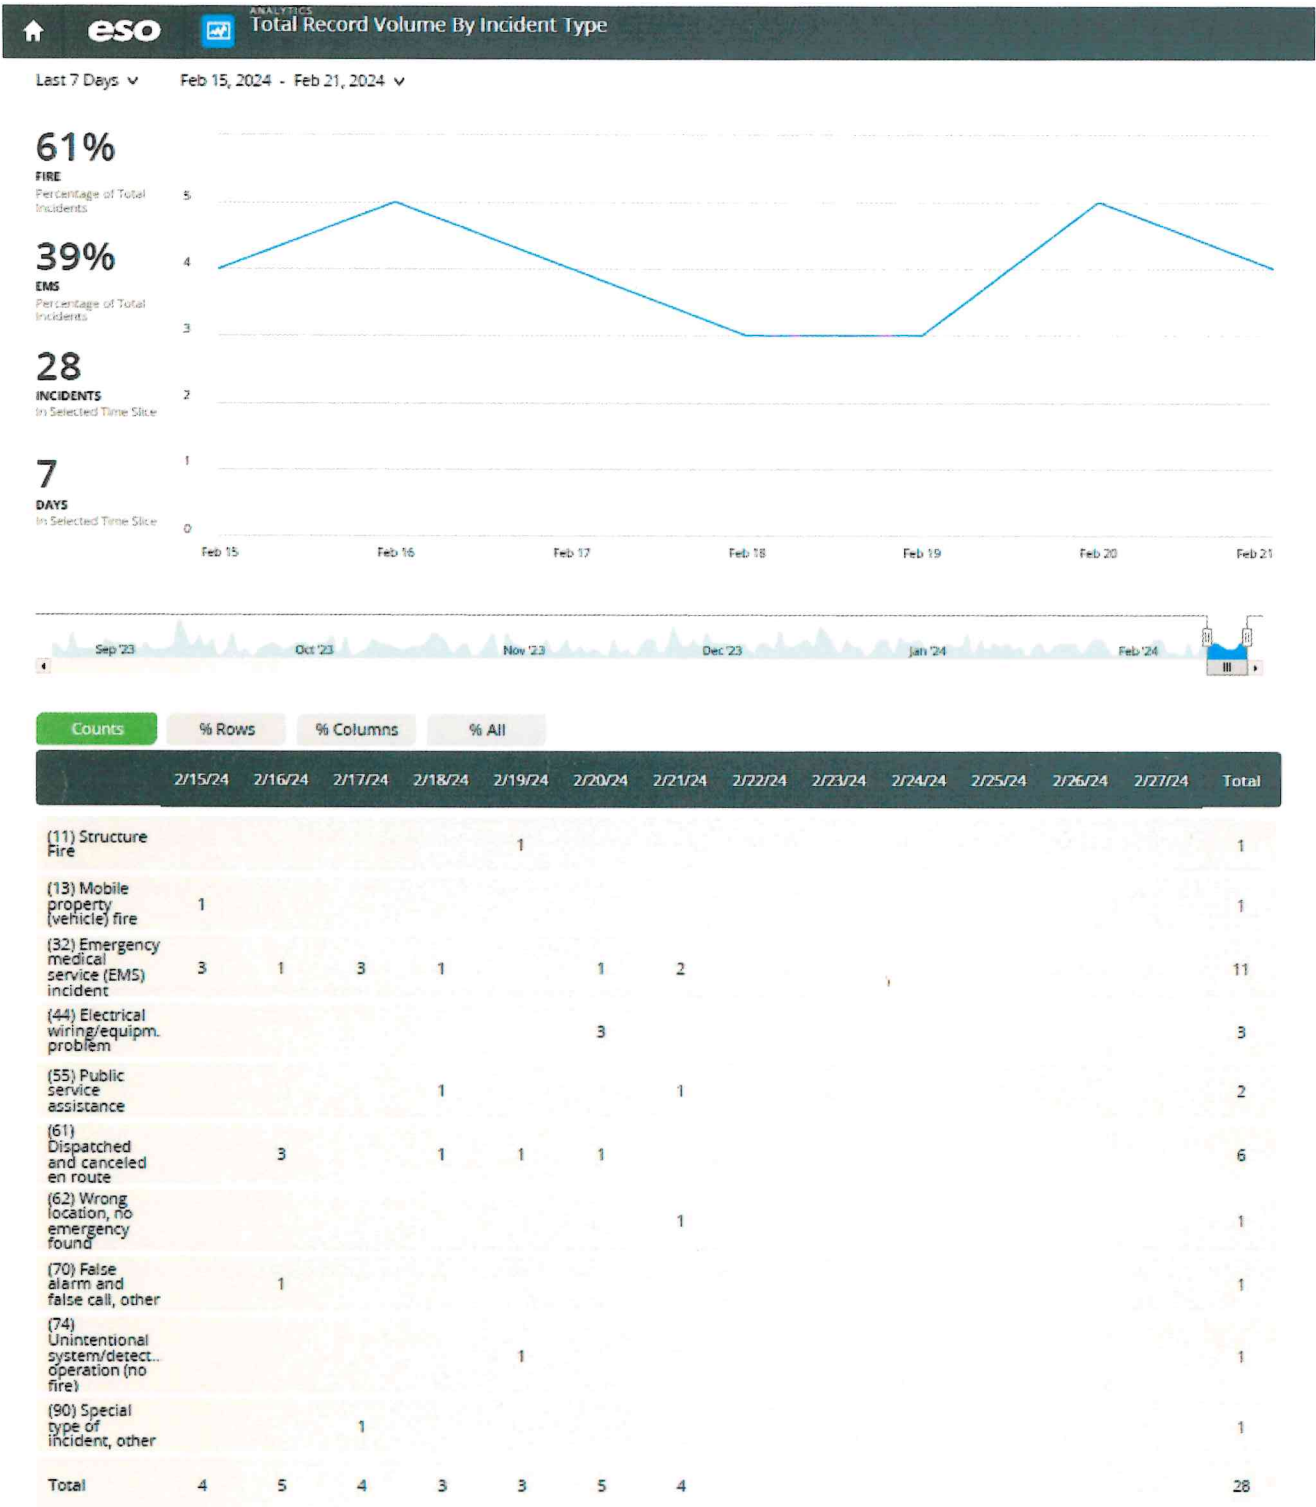 ANALYTICS
eso Total Record Volume By Incident Type
Last 7 Days Feb 15, 2024 - Feb 21, 2024
61%
FIRE
Percentage of Total
Incidents
39%
EMS
Percentage of Total
Incidents
28
INCIDENTS
In Selected Time Slice
7
DAYS
In Selected Time Slice
5
4
3
2
1
0
Feb 15 Feb 16 Feb 17 Feb 18 Feb 19 Feb 20 Feb 21
Sep '23 Oct '23 Nov '23 Dec '23 Jan '24 Feb '24
Counts % Rows % Columns % All
2/15/24 2/16/24 2/17/24 2/18/24 2/19/24 2/20/24 2/21/24 2/22/24 2/23/24 2/24/24 2/25/24 2/26/24 2/27/24 Total
(11) Structure
Fire
1 1
(13) Mobile
property
(vehicle) fire
1 1
(32) Emergency
medical
service (EMS)
incident
3 1 3 1 1 2 11
(44) Electrical
wiring/equipm.
problem
3 3
(55) Public
service
assistance
1 1 2
(61)
Dispatched
and canceled
en route
3 1 1 1 6
(62) Wrong
location, no
emergency
found
1 1
(70) False
alarm and
false call, other
1 1
(74)
Unintentional
system/detect..
operation (no
fire)
1 1
(90) Special
type of
incident, other
1 1
Total 4 5 4 3 3 5 4 28